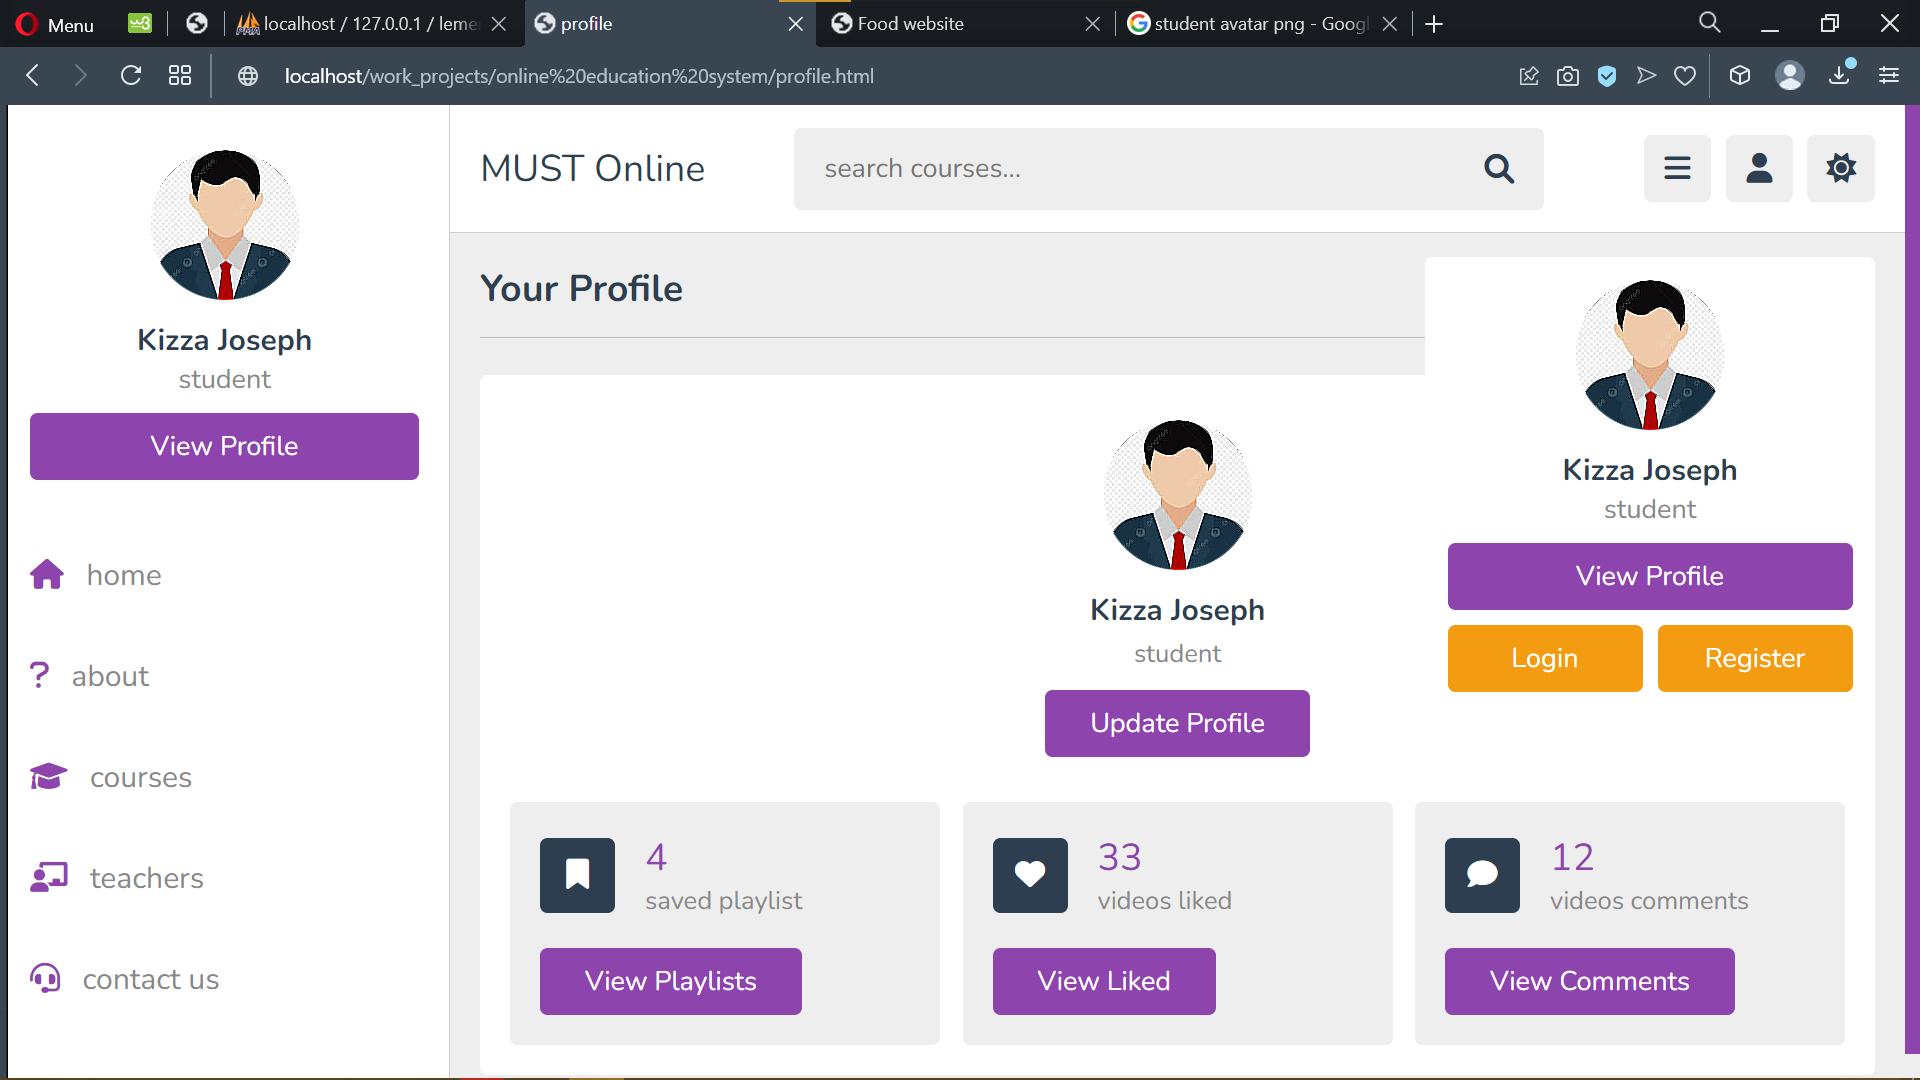 Menu
localhost / 127.0.0.1 / leme
profile
Food website
student avatar png - Googl
localhost/work_projects/online%20education%20system/profile.html
Kizza Joseph
student
View Profile
home
? about
courses
teachers
contact us
MUST Online
search courses...
Your Profile
Kizza Joseph
student
Update Profile
Kizza Joseph
student
View Profile
Login
Register
4
saved playlist
View Playlists
33
videos liked
View Liked
12
videos comments
View Comments